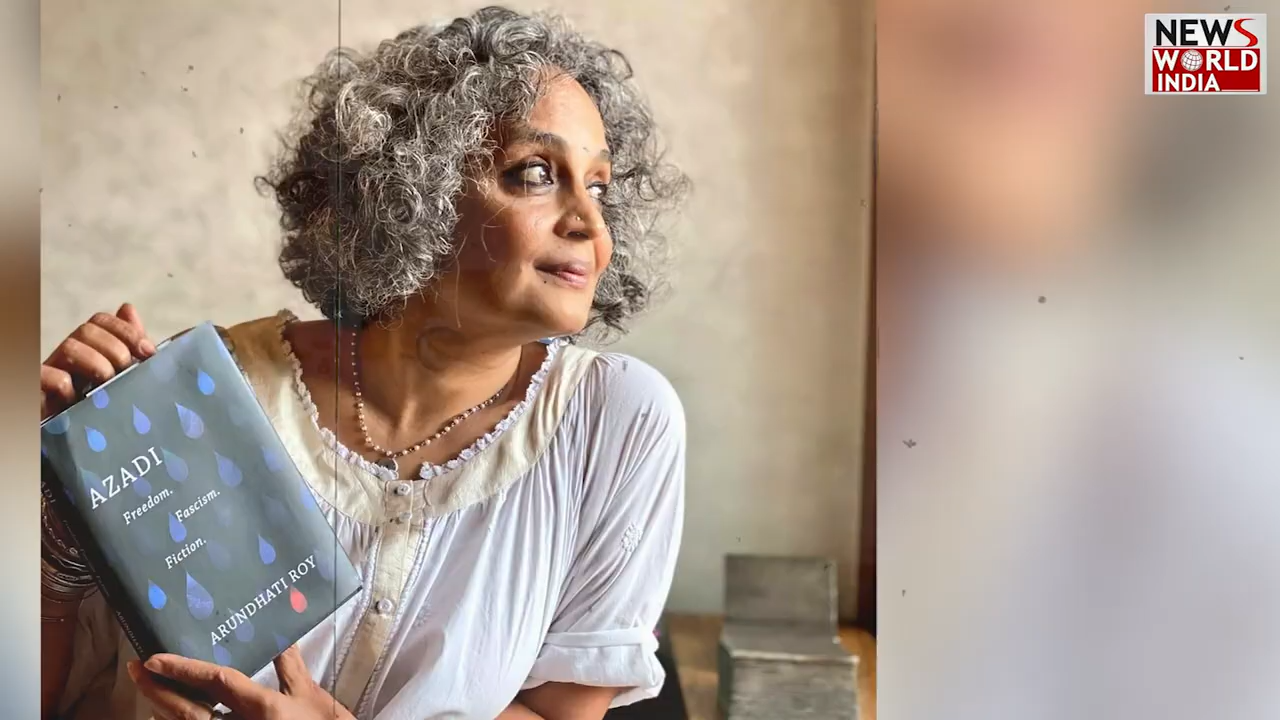 NEWS
WORLD
INDIA
AZADI
Freedom.
Fascism.
Fiction.
ARUNDHATI ROY